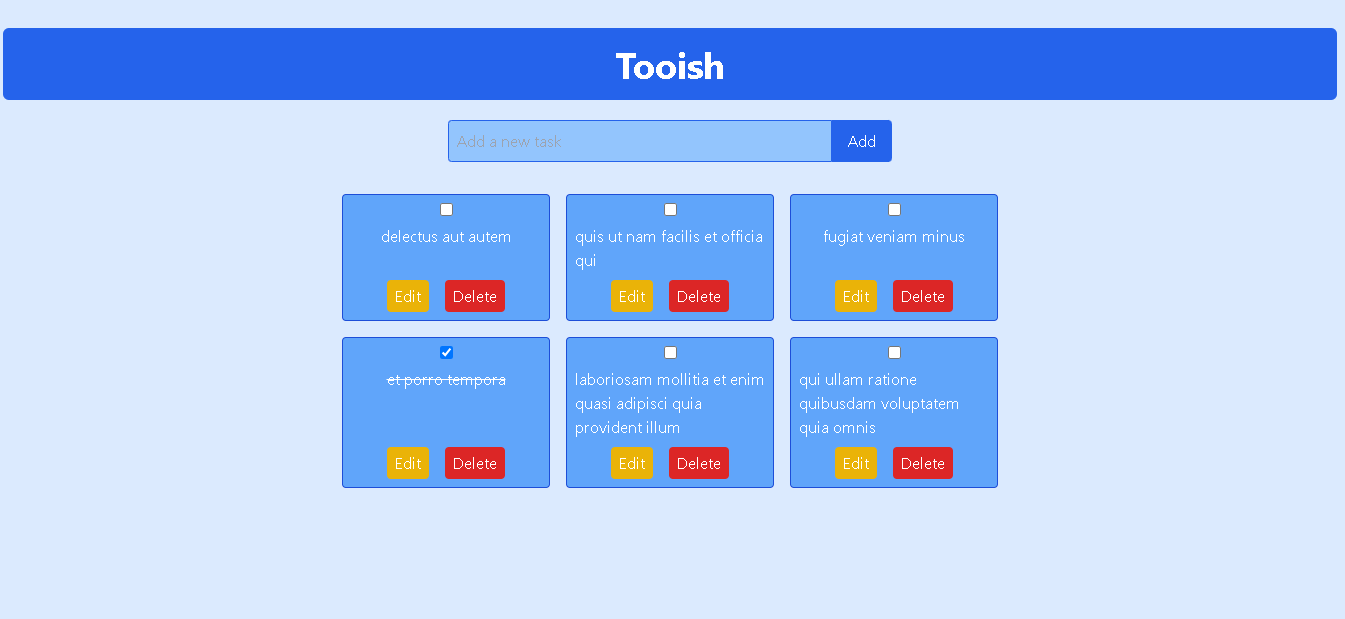 Tooish
Add a new task
Add
delectus aut autem
Edit
Delete
quis ut nam facilis et officia
qui
Edit
Delete
fugiat veniam minus
Edit
Delete
et porro tempora
Edit
Delete
laboriosam mollitia et enim
quasi adipisci quia
provident illum
Edit
Delete
qui ullam ratione
quibusdam voluptatem
quia omnis
Edit
Delete